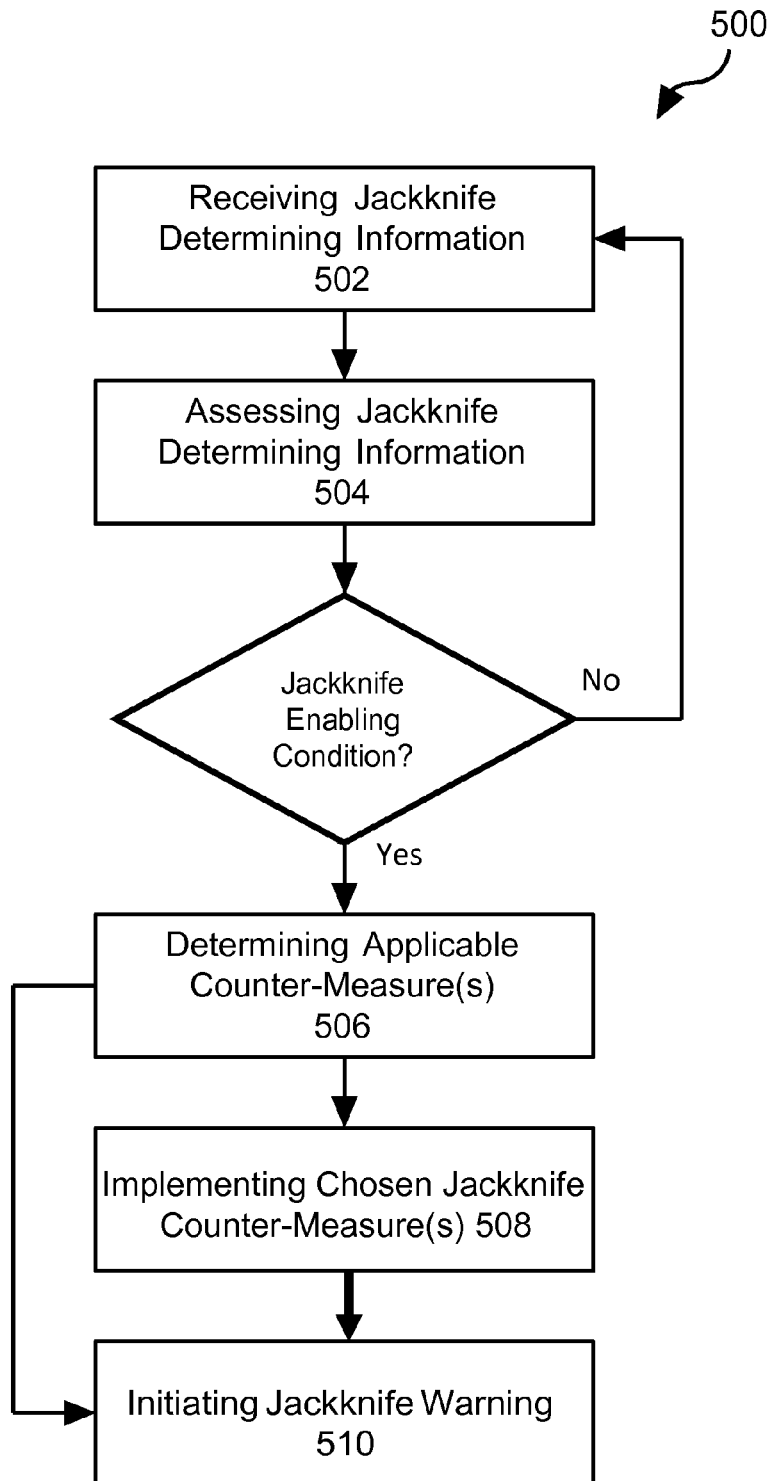 500
Receiving Jackknife
Determining Information
502
Assessing Jackknife
Determining Information
504
Jackknife
Enabling
Condition?
No
Yes
Determining Applicable
Counter-Measure(s)
506
Implementing Chosen Jackknife
Counter-Measure(s) 508
Initiating Jackknife Warning
510